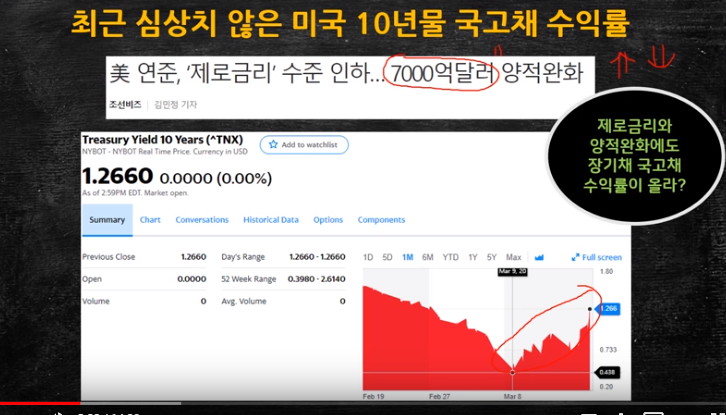 최근 심상치 않은 미국 10년물 국고채 수익률
美 연준, ‘제로금리’ 수준 인하... 7000억달러 양적완화
조선비즈 | 김민정 기자
제로금리와
양적완화에도
장기채 국고채
수익률이 올라?
Treasury Yield 10 Years (^TNX)
NYBOT - NYBOT Real Time Price. Currency in USD
Add to watchlist
1.2660 0.0000 (0.00%)
As of 2:59PM EDT. Market open.
Summary Chart Conversations Historical Data Options Components
Previous Close 1.2660 Day's Range 1.2660 - 1.2660
Open 0.0000 52 Week Range 0.3980 - 2.6140
Volume 0 Avg. Volume 0
1D 5D 1M 6M YTD 1Y 5Y Max Full screen
Mar 9, 20
1.80
1.266
0.733
0.438
0.20
Feb 19 Feb 27 Mar 8